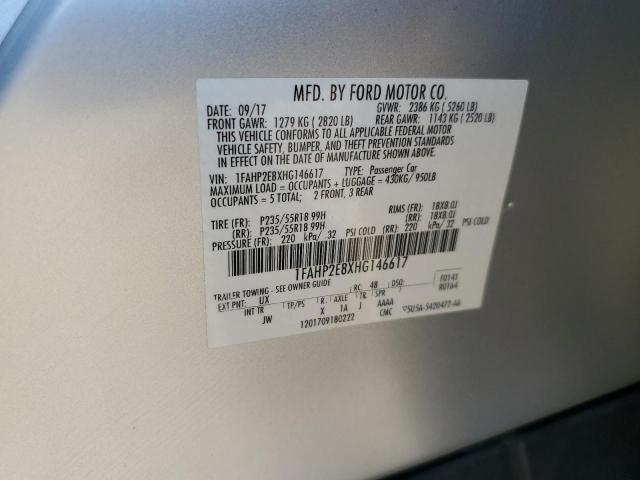 MFD. BY FORD MOTOR CO.
DATE: 09/17 GVWR: 2386 KG ( 5260 LB)
FRONT GAWR: 1279 KG ( 2820 LB) REAR GAWR: 1143 KG ( 2520 LB)
THIS VEHICLE CONFORMS TO ALL APPLICABLE FEDERAL MOTOR
VEHICLE SAFETY, BUMPER, AND THEFT PREVENTION STANDARDS
IN EFFECT ON THE DATE OF MANUFACTURE SHOWN ABOVE.
VIN: 1FAHP2E8XHG146617 TYPE: Passenger Car
MAXIMUM LOAD = OCCUPANTS + LUGGAGE = 430KG/ 950LB
OCCUPANTS = 5 TOTAL; 2 FRONT, 3 REAR
TIRE (FR): P235/55R18 99H RIMS (FR): 18X8.0J
(RR): P235/55R18 99H (RR): 18X8.0J
PRESSURE (FR): 220 kPa/ 32 PSI COLD (RR): 220 kPa/ 32 PSI COLD
1FAHP2E8XHG146617
TRAILER TOWING - SEE OWNER GUIDE RC: 48 DSO: F0141
EXT PNT: UX R0164
INT TR TP/PS R. AXLE TR SPR
JW X 1A J AAAA
1201709180222 CMC